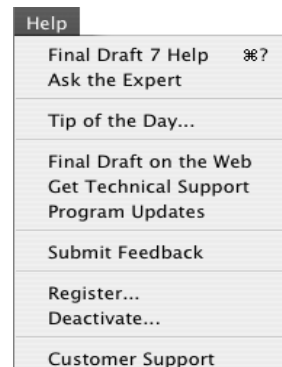 Help
Final Draft 7 Help ⌘?
Ask the Expert
Tip of the Day...
Final Draft on the Web
Get Technical Support
Program Updates
Submit Feedback
Register...
Deactivate...
Customer Support